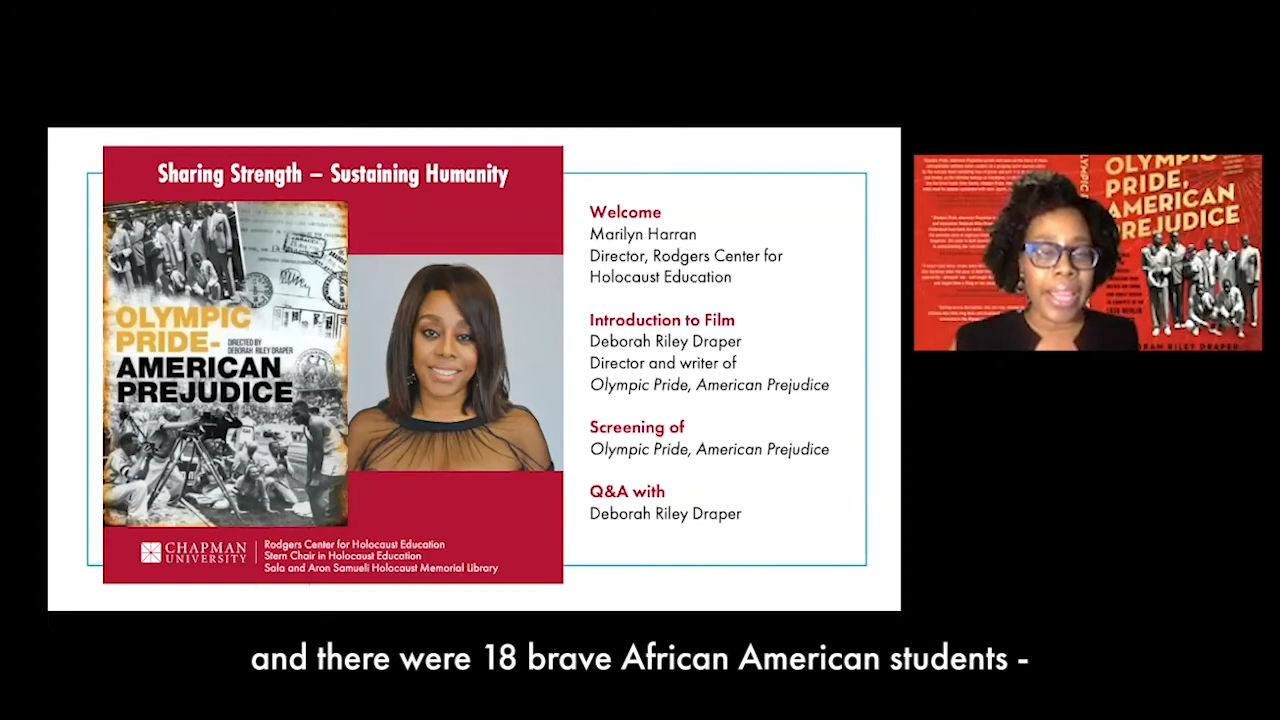 Sharing Strength – Sustaining Humanity
OLYMPIC
PRIDE-
DIRECTED BY
DEBORAH RILEY DRAPER
AMERICAN
PREJUDICE
CHAPMAN
UNIVERSITY
Rodgers Center for Holocaust Education
Stern Chair in Holocaust Education
Sala and Aron Samueli Holocaust Memorial Library
Welcome
Marilyn Harran
Director, Rodgers Center for
Holocaust Education
Introduction to Film
Deborah Riley Draper
Director and writer of
Olympic Pride, American Prejudice
Screening of
Olympic Pride, American Prejudice
Q&A with
Deborah Riley Draper
OLYMPIC
PRIDE,
AMERICAN
PREJUDICE
RILEY DRAPER
and there were 18 brave African American students -